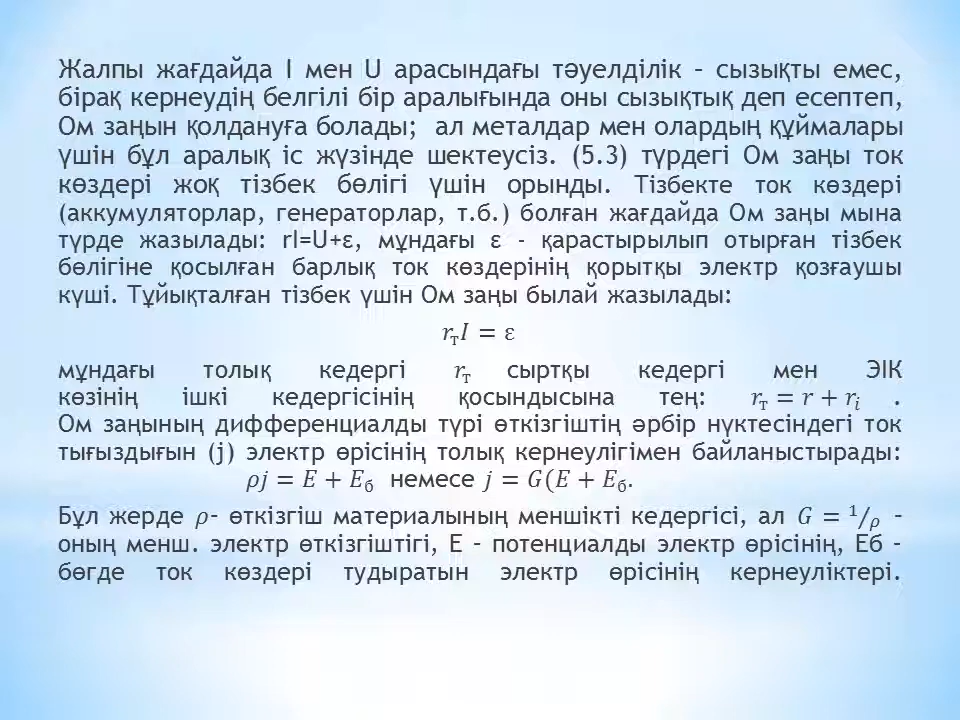 Жалпы жағдайда I мен U арасындағы тәуелділік – сызықты емес,
бірақ кернеудің белгілі бір аралығында оны сызықтық деп есептеп,
Ом заңын қолдануға болады; ал металдар мен олардың құймалары
үшін бұл аралық іс жүзінде шектеусіз. (5.3) түрдегі Ом заңы ток
көздері жоқ тізбек бөлігі үшін орынды. Тізбекте ток көздері
(аккумуляторлар, генераторлар, т.б.) болған жағдайда Ом заңы мына
түрде жазылады: rI=U+ε, мұндағы ε - қарастырылып отырған тізбек
бөлігіне қосылған барлық ток көздерінің қорытқы электр қозғаушы
күші. Тұйықталған тізбек үшін Ом заңы былай жазылады:
𝑟т𝐼 = ε
мұндағы толық кедергі 𝑟т сыртқы кедергі мен ЭІК
көзінің ішкі кедергісінің қосындысына тең: 𝑟т = 𝑟 + 𝑟𝑖 .
Ом заңының дифференциалды түрі өткізгіштің әрбір нүктесіндегі ток
тығыздығын (j) электр өрісінің толық кернеулігімен байланыстырады:
𝜌𝑗 = 𝐸 + 𝐸б немесе 𝑗 = 𝐺(𝐸 + 𝐸б.
Бұл жерде 𝜌- өткізгіш материалының меншікті кедергісі, ал 𝐺 = 1/𝜌 –
оның менш. электр өткізгіштігі, Е – потенциалды электр өрісінің, Еб –
бөгде ток көздері тудыратын электр өрісінің кернеуліктері.